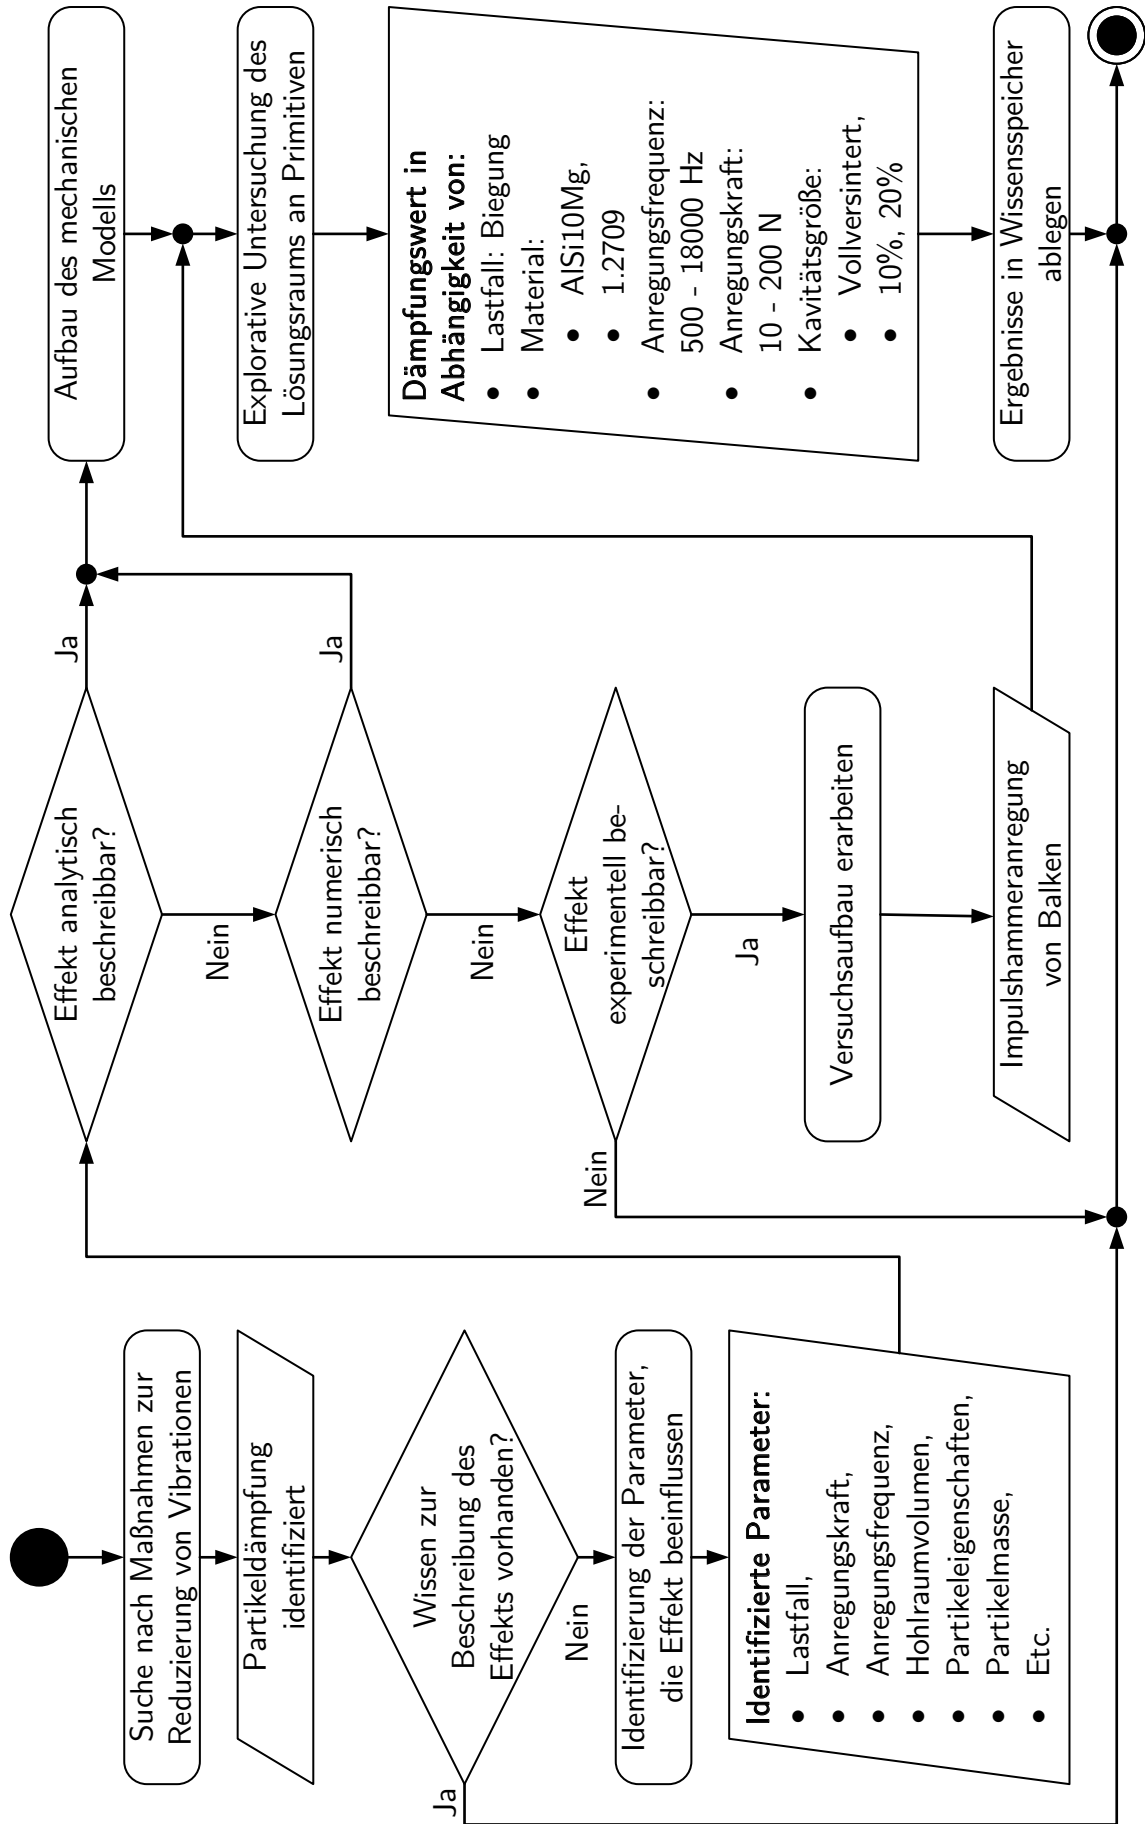 Suche nach Maßnahmen zur
Reduzierung von Vibrationen
Partikeldämpfung
identifiziert
Wissen zur
Beschreibung des
Effekts vorhanden?
Ja
Nein
Identifizierung der Parameter,
die Effekt beeinflussen
Identifizierte Parameter:
• Lastfall,
• Anregungskraft,
• Anregungsfrequenz,
• Hohlraumvolumen,
• Partikeleigenschaften,
• Partikelmasse,
• Etc.
Effekt analytisch
beschreibbar?
Ja
Nein
Effekt numerisch
beschreibbar?
Ja
Nein
Effekt
experimentell be-
schreibbar?
Nein
Ja
Versuchsaufbau erarbeiten
Impulshammeranregung
von Balken
Aufbau des mechanischen
Modells
Explorative Untersuchung des
Lösungsraums an Primitiven
Dämpfungswert in
Abhängigkeit von:
• Lastfall: Biegung
• Material:
• AlSi10Mg,
• 1.2709
• Anregungsfrequenz:
500 - 18000 Hz
• Anregungskraft:
10 - 200 N
• Kavitätsgröße:
• Vollversintert,
• 10%, 20%
Ergebnisse in Wissensspeicher
ablegen